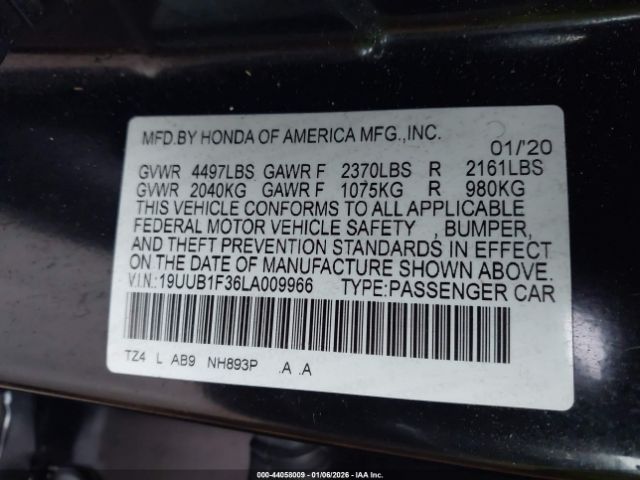 MFD.BY HONDA OF AMERICA MFG.,INC. 01/'20
GVWR 4497LBS GAWR F 2370LBS R 2161LBS
GVWR 2040KG GAWR F 1075KG R 980KG
THIS VEHICLE CONFORMS TO ALL APPLICABLE
FEDERAL MOTOR VEHICLE SAFETY , BUMPER,
AND THEFT PREVENTION STANDARDS IN EFFECT
ON THE DATE OF MANUFACTURE SHOWN ABOVE.
V.I.N.:19UUB1F36LA009966 TYPE:PASSENGER CAR
TZ4 L AB9 NH893P .A .A
000-44058009 | 01/06/2026 - IAA Inc.